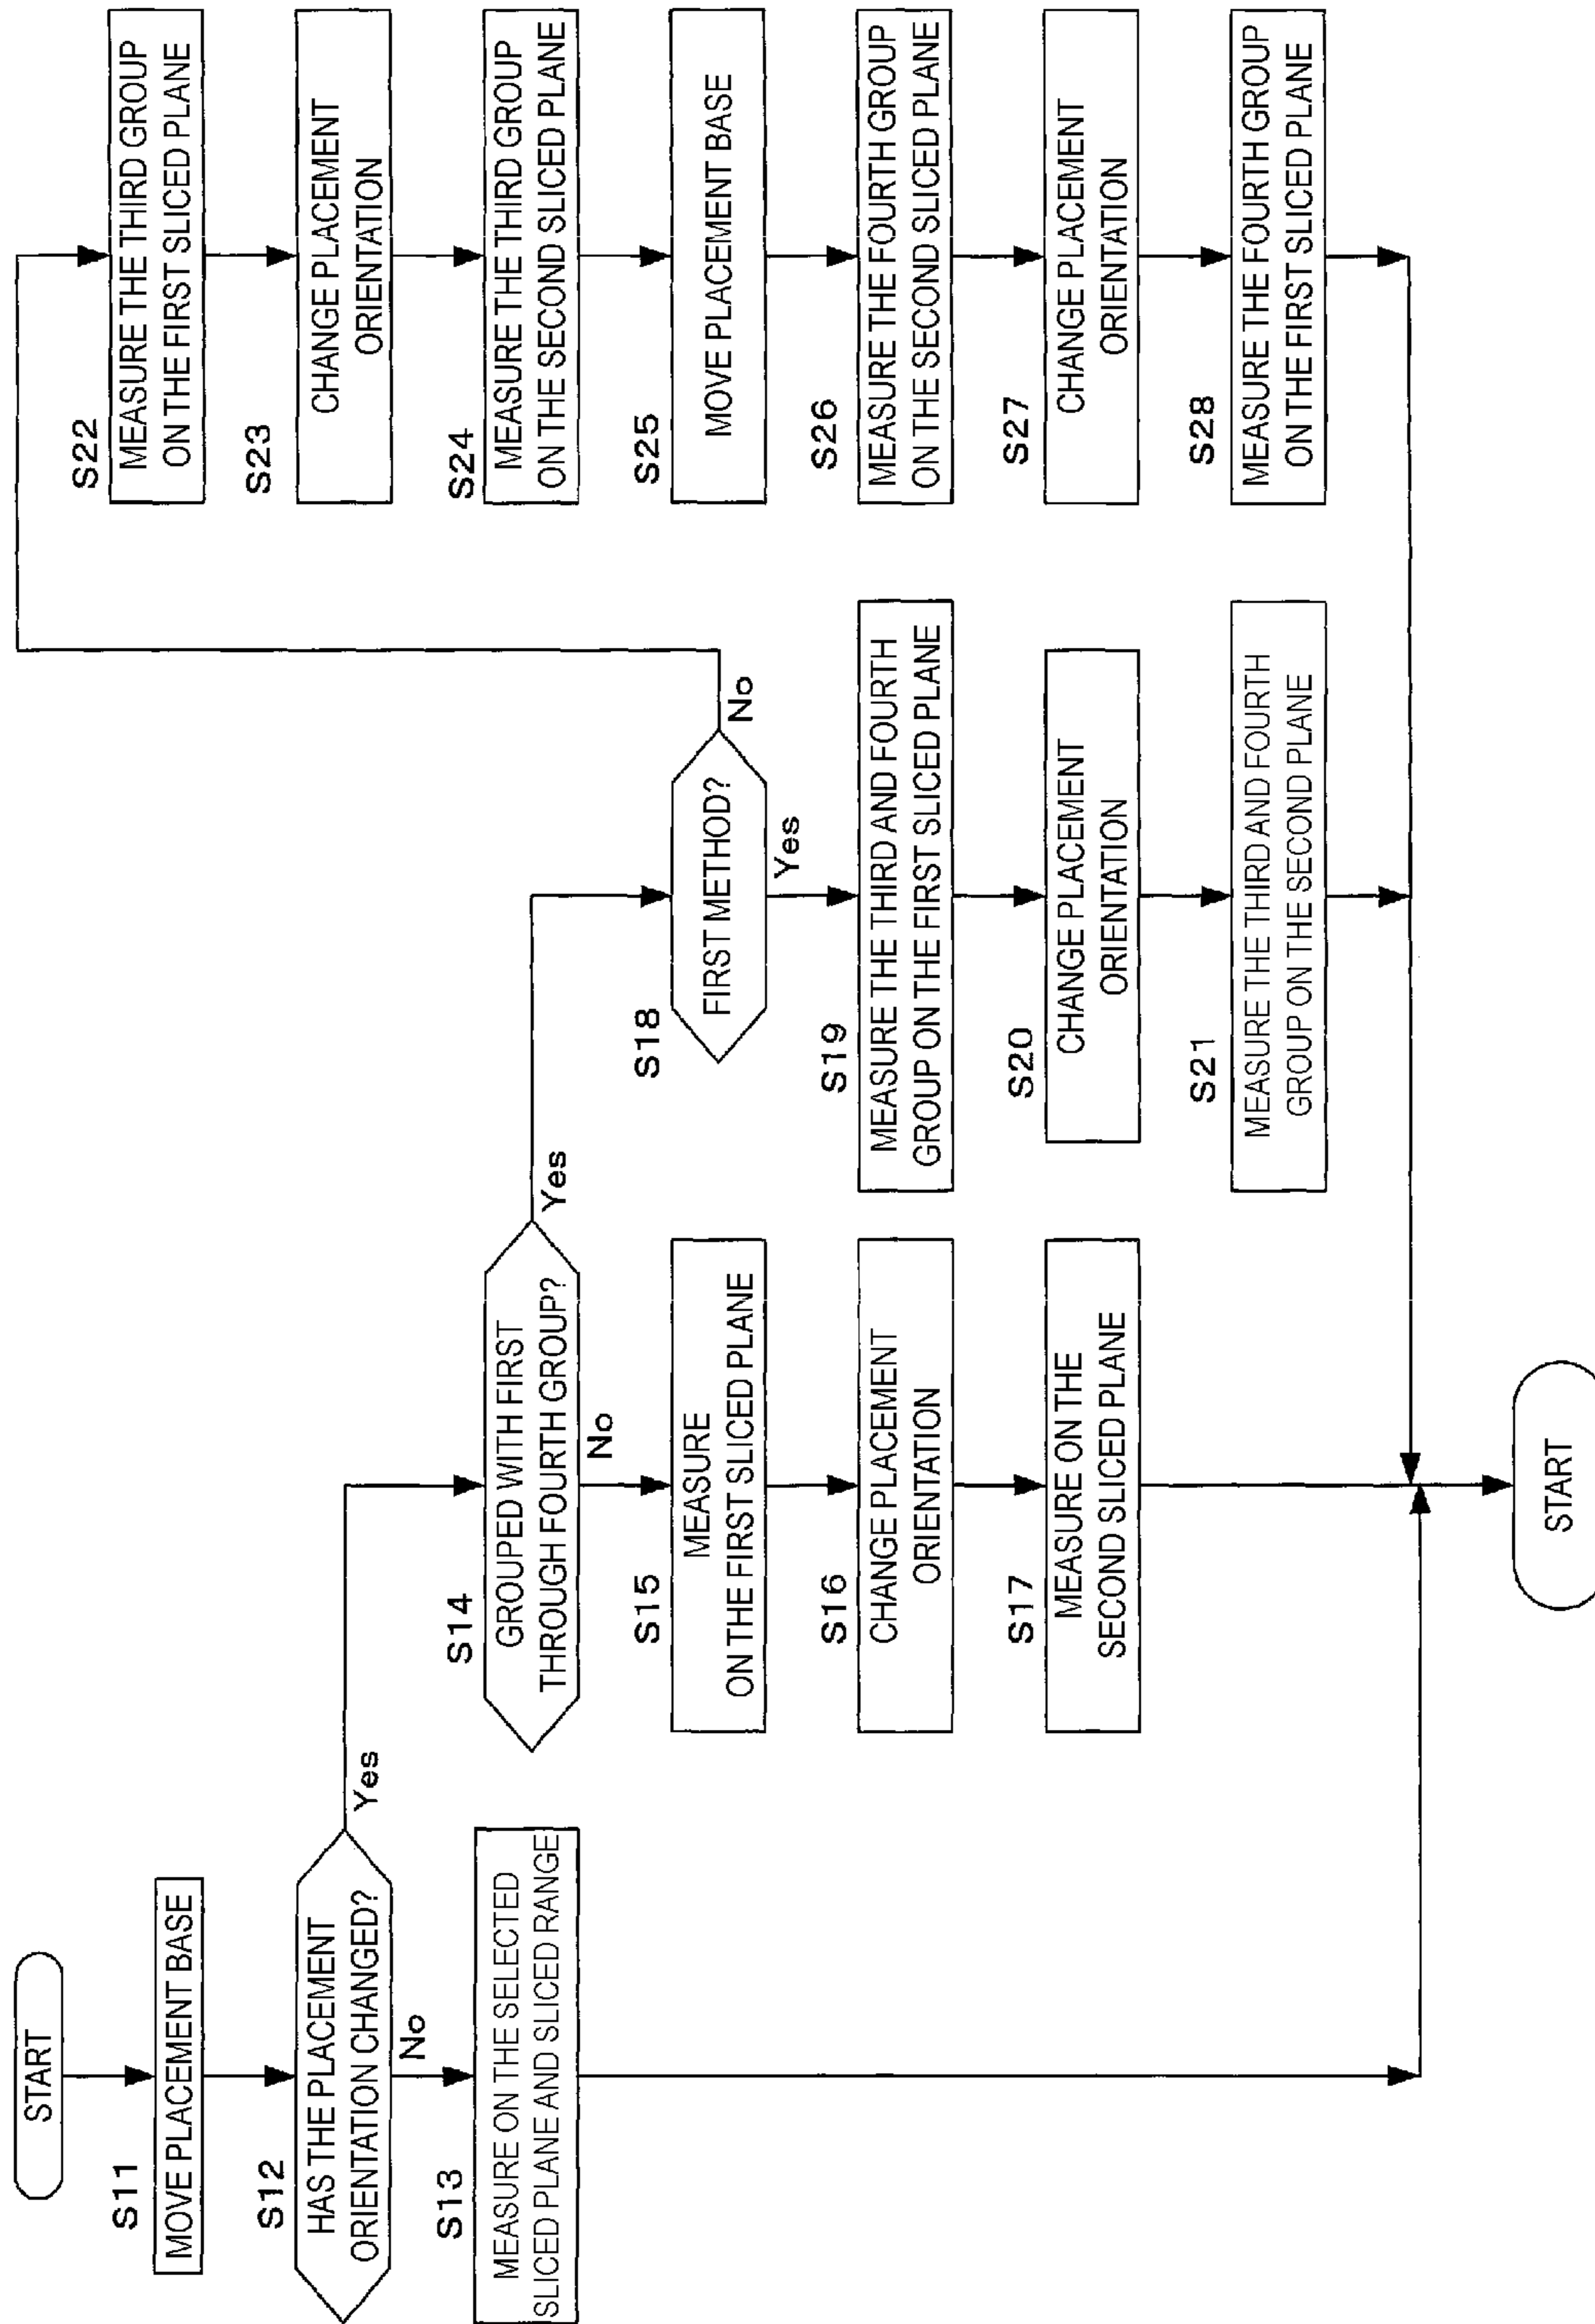 START
S11
MOVE PLACEMENT BASE
S12
HAS THE PLACEMENT
ORIENTATION CHANGED?
Yes
No
S13
MEASURE ON THE SELECTED
SLICED PLANE AND SLICED RANGE
S14
GROUPED WITH FIRST
THROUGH FOURTH GROUP?
Yes
No
S15
MEASURE
ON THE FIRST SLICED PLANE
S16
CHANGE PLACEMENT
ORIENTATION
S17
MEASURE ON THE
SECOND SLICED PLANE
S18
FIRST METHOD?
No
Yes
S19
MEASURE THE THIRD AND FOURTH
GROUP ON THE FIRST SLICED PLANE
S20
CHANGE PLACEMENT
ORIENTATION
S21
MEASURE THE THIRD AND FOURTH
GROUP ON THE SECOND PLANE
S22
MEASURE THE THIRD GROUP
ON THE FIRST SLICED PLANE
S23
CHANGE PLACEMENT
ORIENTATION
S24
MEASURE THE THIRD GROUP
ON THE SECOND SLICED PLANE
S25
MOVE PLACEMENT BASE
S26
MEASURE THE FOURTH GROUP
ON THE SECOND SLICED PLANE
S27
CHANGE PLACEMENT
ORIENTATION
S28
MEASURE THE FOURTH GROUP
ON THE FIRST SLICED PLANE
START